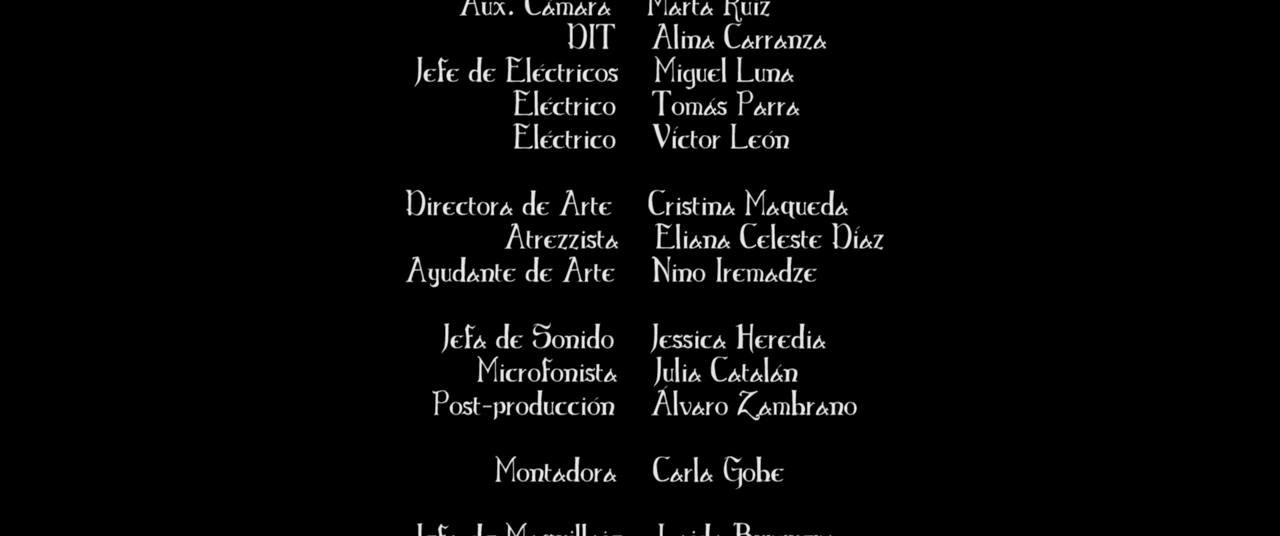 Aux. Cámara Marta Ruiz
DIT Alina Carranza
Jefe de Eléctricos Miguel Luna
Eléctrico Tomás Parra
Eléctrico Víctor León
Directora de Arte Cristina Maqueda
Atrezzista Eliana Celeste Díaz
Ayudante de Arte Nino Iremadze
Jefa de Sonido Jessica Heredia
Microfonista Julia Catalán
Post-producción Álvaro Zambrano
Montadora Carla Gobe